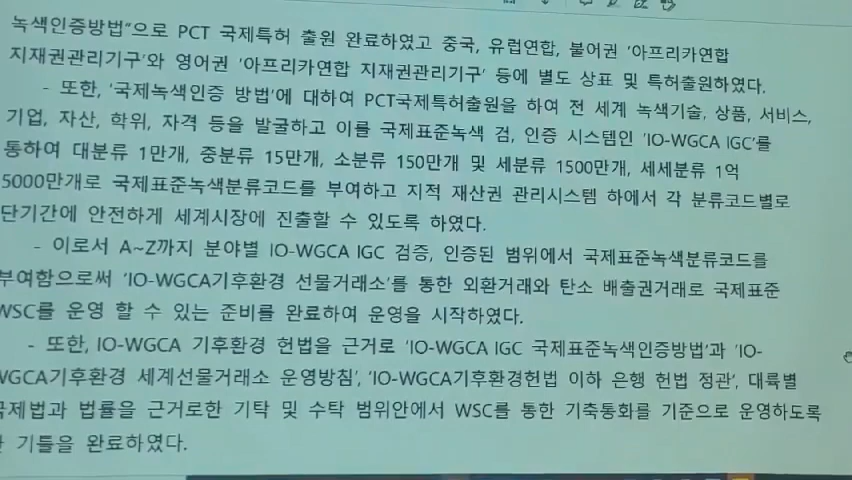 녹색인증방법"으로 PCT 국제특허 출원 완료하였고 중국, 유럽연합, 불어권 '아프리카연합
지재권관리기구'와 영어권 '아프리카연합 지재권관리기구' 등에 별도 상표 및 특허출원하였다.
- 또한, '국제녹색인증 방법'에 대하여 PCT국제특허출원을 하여 전 세계 녹색기술, 상품, 서비스,
기업, 자산, 학위, 자격 등을 발굴하고 이를 국제표준녹색 검, 인증 시스템인 'IO-WGCA IGC'를
통하여 대분류 1만개, 중분류 15만개, 소분류 150만개 및 세분류 1500만개, 세세분류 1억
5000만개로 국제표준녹색분류코드를 부여하고 지적 재산권 관리시스템 하에서 각 분류코드별로
단기간에 안전하게 세계시장에 진출할 수 있도록 하였다.
- 이로서 A~Z까지 분야별 IO-WGCA IGC 검증, 인증된 범위에서 국제표준녹색분류코드를
부여함으로써 'IO-WGCA기후환경 선물거래소'를 통한 외환거래와 탄소 배출권거래로 국제표준
WSC를 운영 할 수 있는 준비를 완료하여 운영을 시작하였다.
- 또한, IO-WGCA 기후환경 헌법을 근거로 'IO-WGCA IGC 국제표준녹색인증방법'과 'IO-
WGCA기후환경 세계선물거래소 운영방침', 'IO-WGCA기후환경헌법 이하 은행 헌법 정관', 대륙별
국제법과 법률을 근거로한 기탁 및 수탁 범위안에서 WSC를 통한 기축통화를 기준으로 운영하도록
기틀을 완료하였다.